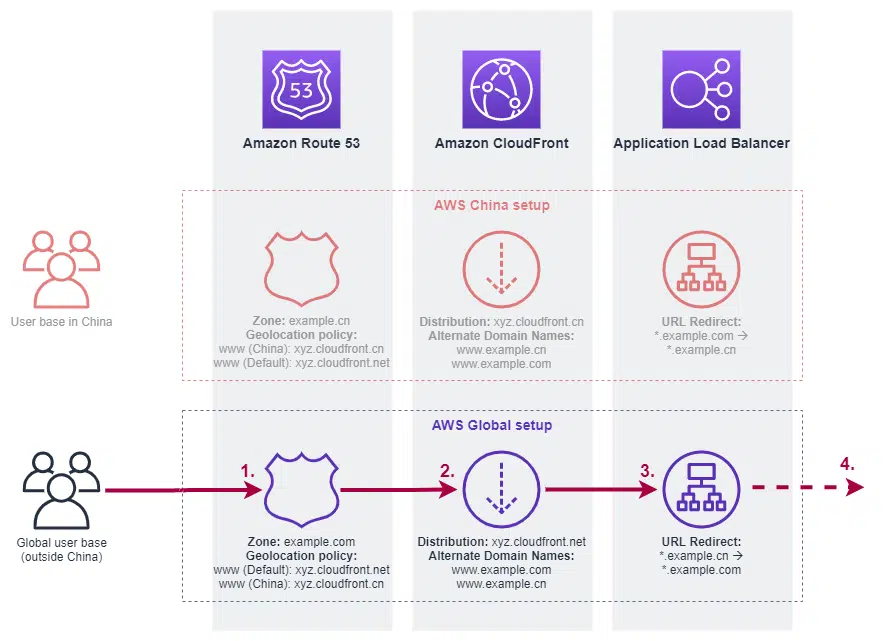 53
Amazon Route 53
Amazon CloudFront
Application Load Balancer
AWS China setup
User base in China
Zone: example.cn
Geolocation policy:
www (China): xyz.cloudfront.cn
www (Default): xyz.cloudfront.net
Distribution: xyz.cloudfront.cn
Alternate Domain Names:
www.example.cn
www.example.com
URL Redirect:
*.example.com →
*.example.cn
AWS Global setup
1.
2.
3.
4.
Global user base
(outside China)
Zone: example.com
Geolocation policy:
www (Default): xyz.cloudfront.net
www (China): xyz.cloudfront.cn
Distribution: xyz.cloudfront.net
Alternate Domain Names:
www.example.com
www.example.cn
URL Redirect:
*.example.cn →
*.example.com